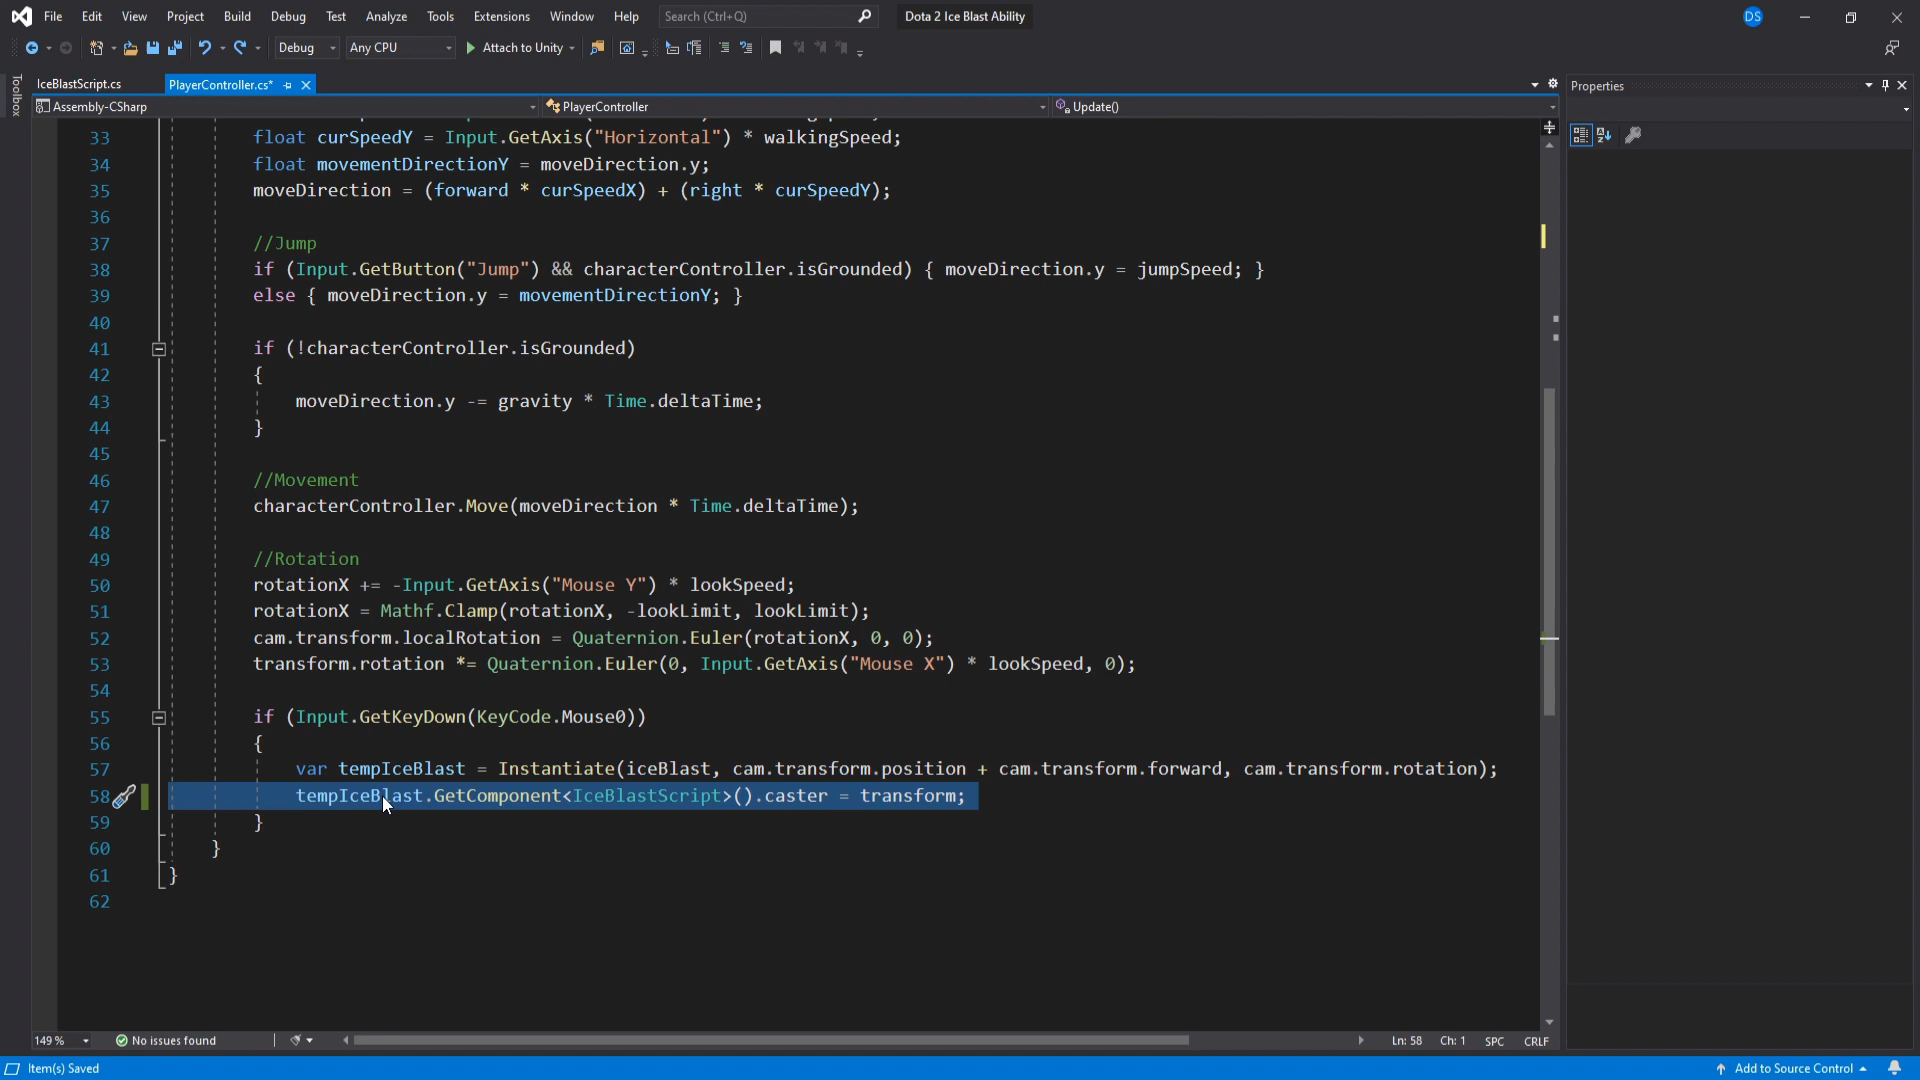 File Edit View Project Build Debug Test Analyze Tools Extensions Window Help Search (Ctrl+Q) Dota 2 Ice Blast Ability DS
Debug Any CPU Attach to Unity
Toolbox
IceBlastScript.cs PlayerController.cs*
Assembly-CSharp PlayerController Update()
33 float curSpeedY = Input.GetAxis("Horizontal") * walkingSpeed;
34 float movementDirectionY = moveDirection.y;
35 moveDirection = (forward * curSpeedX) + (right * curSpeedY);
36
37 //Jump
38 if (Input.GetButton("Jump") && characterController.isGrounded) { moveDirection.y = jumpSpeed; }
39 else { moveDirection.y = movementDirectionY; }
40
41 if (!characterController.isGrounded)
42 {
43 moveDirection.y -= gravity * Time.deltaTime;
44 }
45
46 //Movement
47 characterController.Move(moveDirection * Time.deltaTime);
48
49 //Rotation
50 rotationX += -Input.GetAxis("Mouse Y") * lookSpeed;
51 rotationX = Mathf.Clamp(rotationX, -lookLimit, lookLimit);
52 cam.transform.localRotation = Quaternion.Euler(rotationX, 0, 0);
53 transform.rotation *= Quaternion.Euler(0, Input.GetAxis("Mouse X") * lookSpeed, 0);
54
55 if (Input.GetKeyDown(KeyCode.Mouse0))
56 {
57 var tempIceBlast = Instantiate(iceBlast, cam.transform.position + cam.transform.forward, cam.transform.rotation);
58 tempIceBlast.GetComponent<IceBlastScript>().caster = transform;
59 }
60 }
61 }
62
Properties
149 % No issues found Ln: 58 Ch: 1 SPC CRLF
Item(s) Saved Add to Source Control